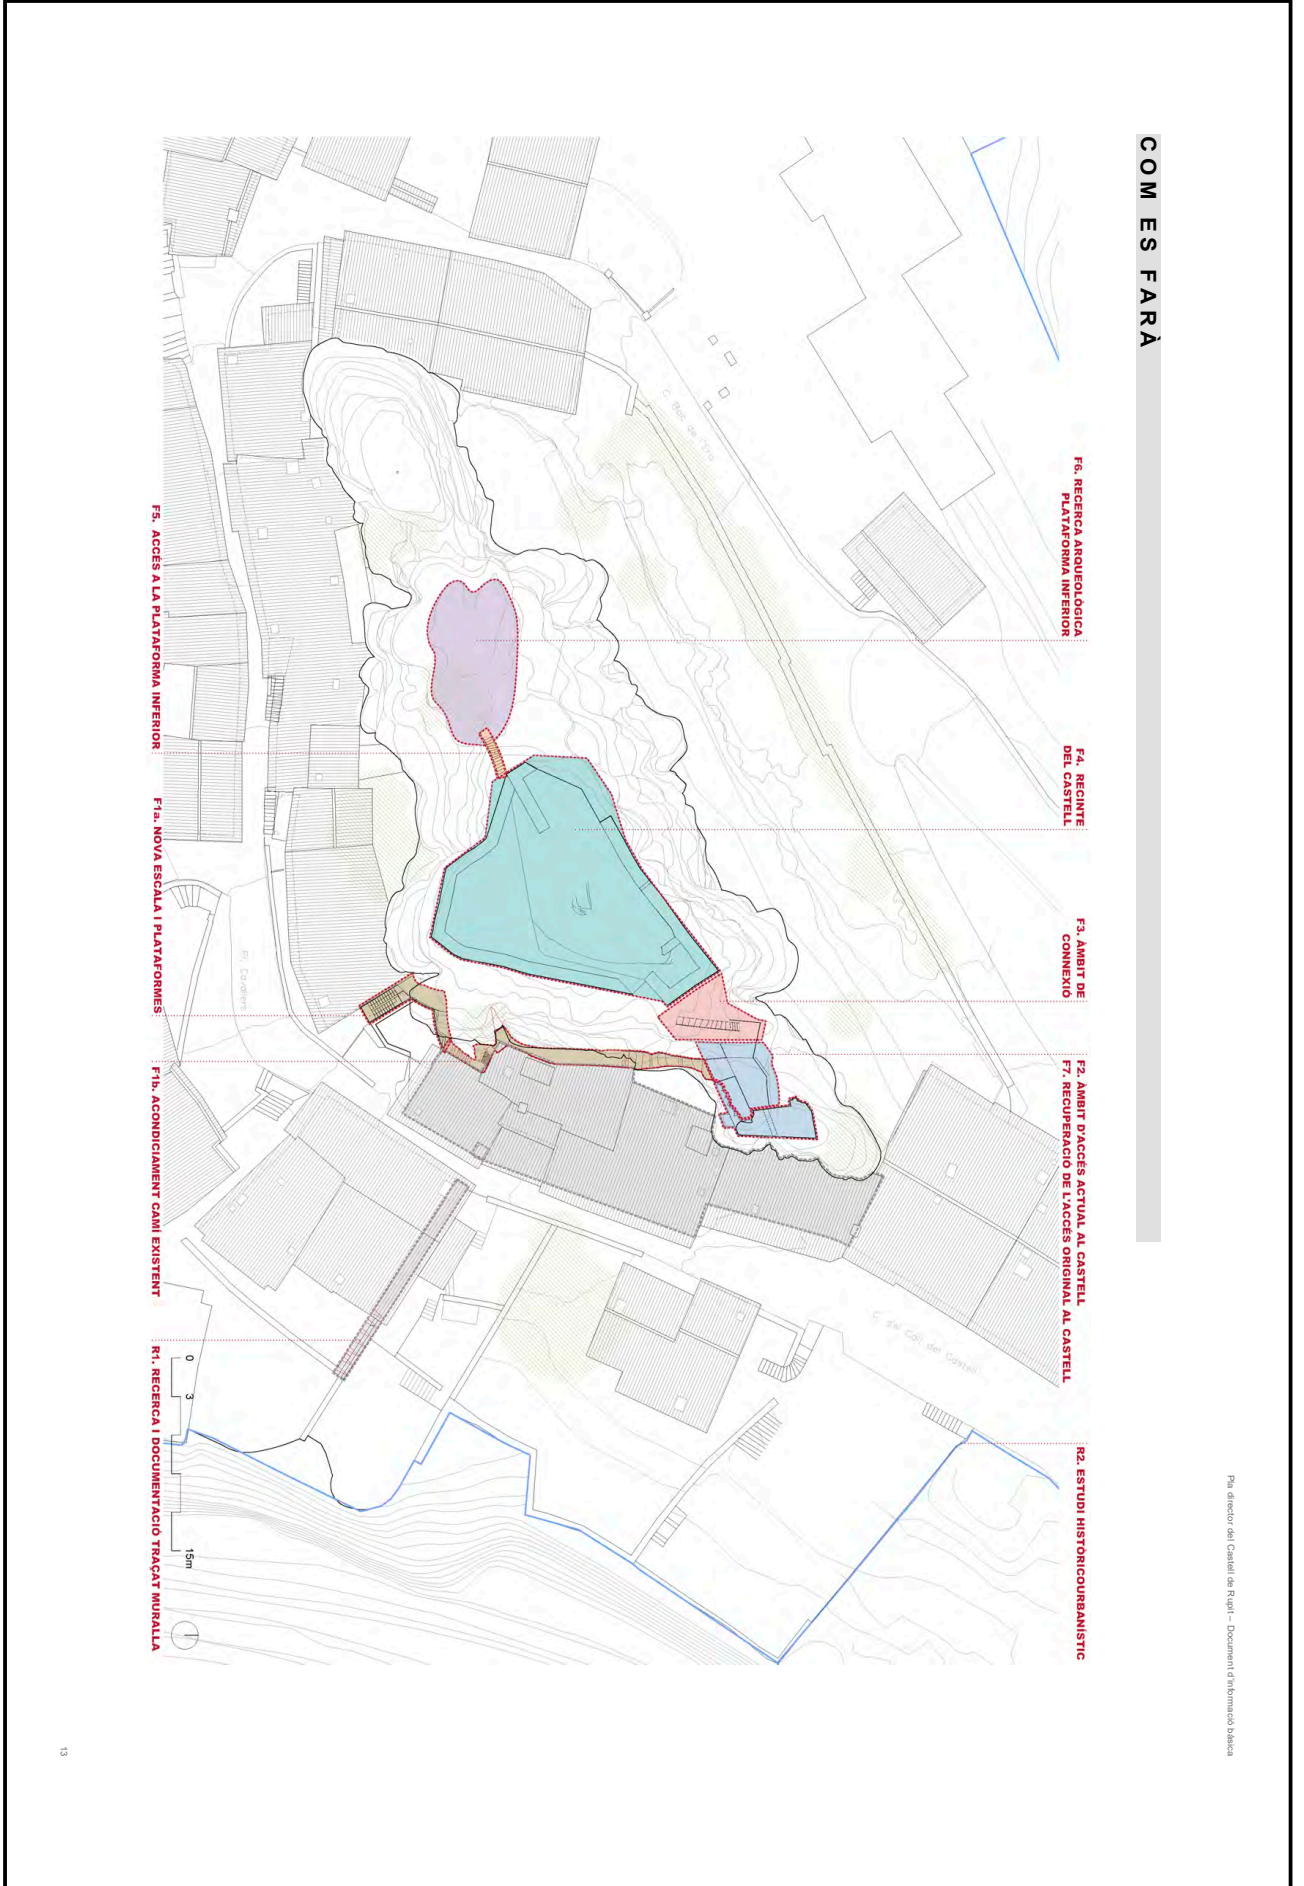 Pla director del Castell de Rupit – Document d'informació bàsica
COM ES FARÀ
F6. RECERCA ARQUEOLÒGICA
PLATAFORMA INFERIOR
F4. RECINTE
DEL CASTELL
F3. ÀMBIT DE
CONNEXIÓ
F2. ÀMBIT D'ACCÉS ACTUAL AL CASTELL
F7. RECUPERACIÓ DE L'ACCÉS ORIGINAL AL CASTELL
R2. ESTUDI HISTÒRICOURBANÍSTIC
C. del Coll del Castell
Pl. Cavallers
0 3 15m
F5. ACCÉS A LA PLATAFORMA INFERIOR
F1a. NOVA ESCALA I PLATAFORMES
F1b. ACONDICIAMENT CAMÍ EXISTENT
R1. RECERCA I DOCUMENTACIÓ TRAÇAT MURALLA
13